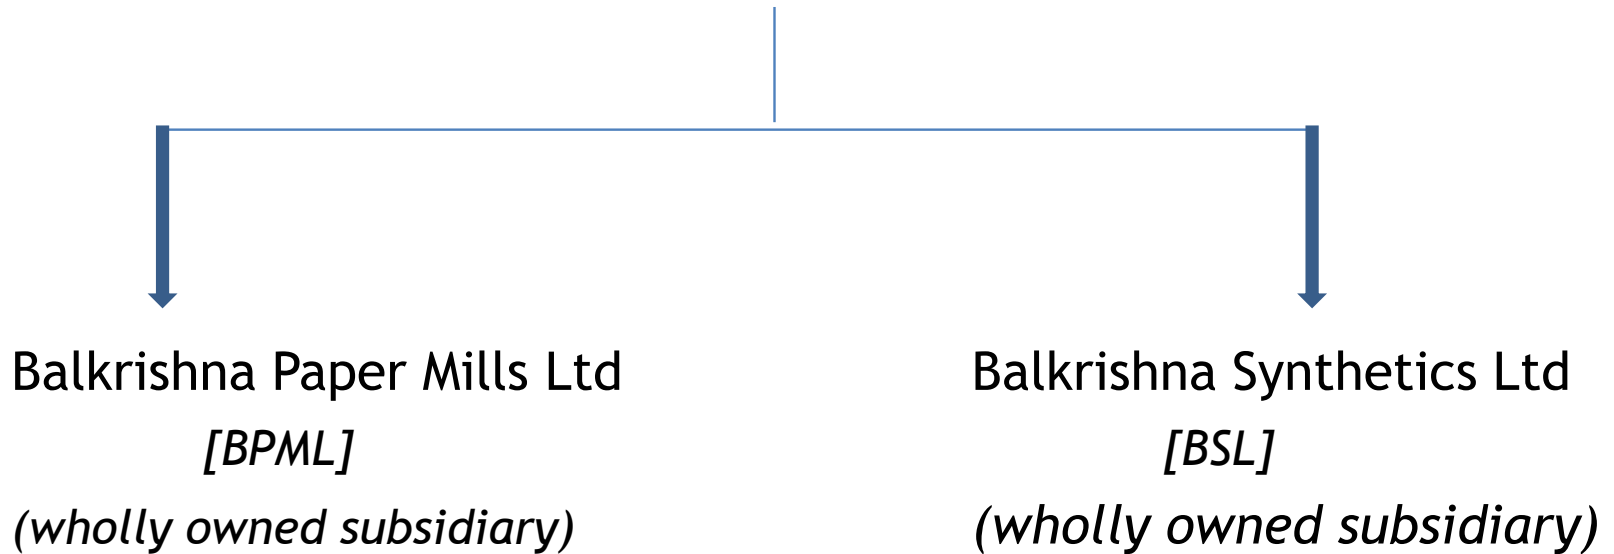 Balkrishna Paper Mills Ltd
[BPML]
(wholly owned subsidiary)
Balkrishna Synthetics Ltd
[BSL]
(wholly owned subsidiary)